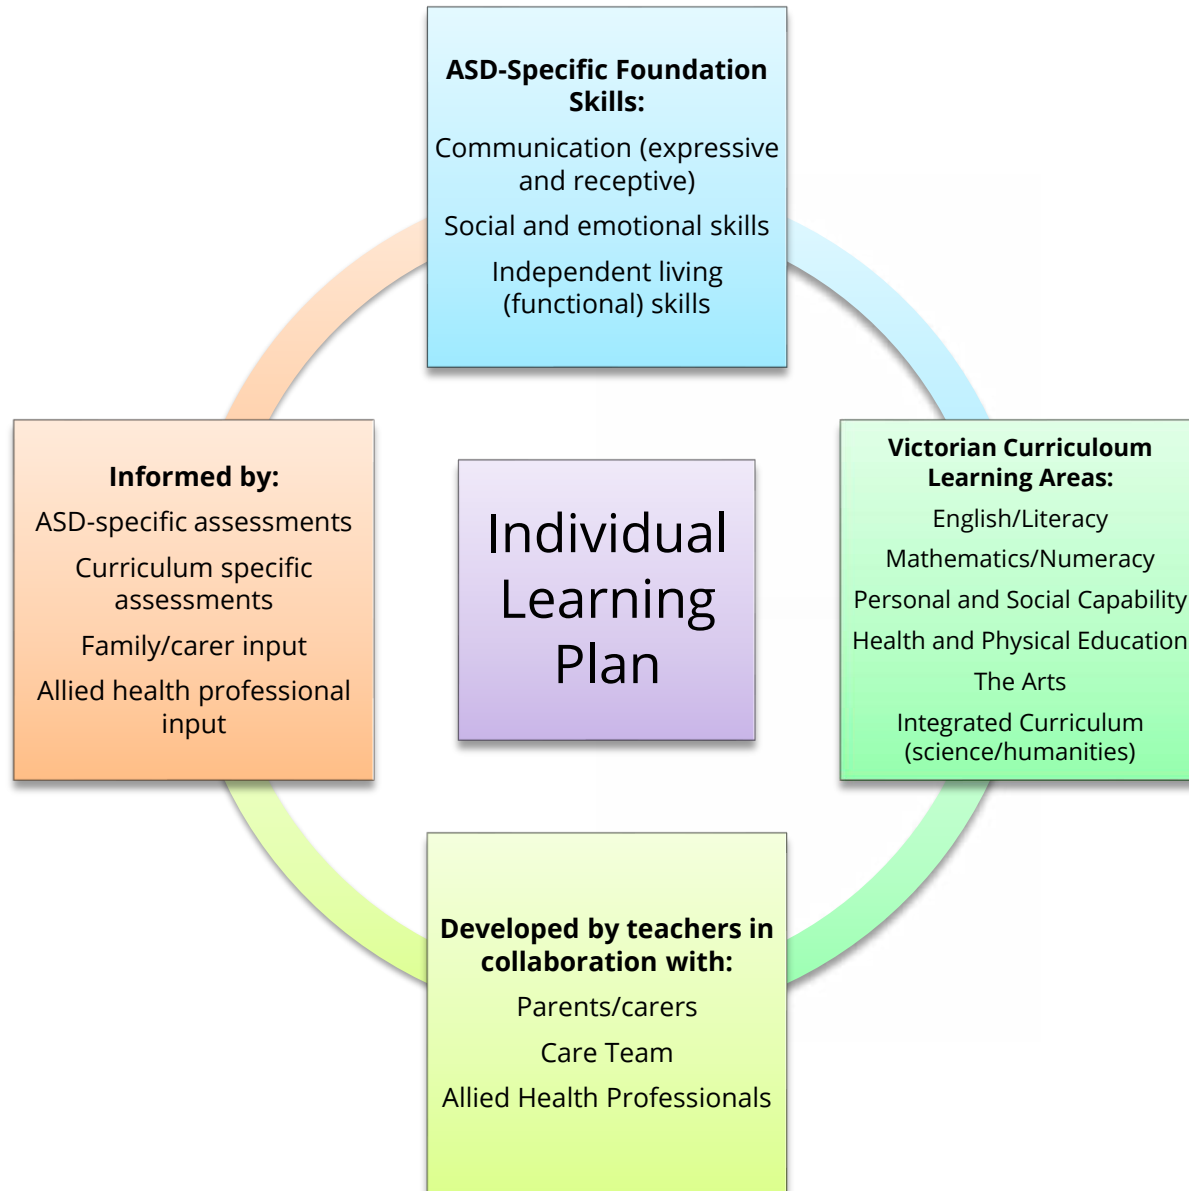 ASD-Specific Foundation
Skills:
Communication (expressive
and receptive)
Social and emotional skills
Independent living
(functional) skills
Informed by:
ASD-specific assessments
Curriculum specific
assessments
Family/carer input
Allied health professional
input
Individual
Learning
Plan
Victorian Curriculoum
Learning Areas:
English/Literacy
Mathematics/Numeracy
Personal and Social Capability
Health and Physical Education
The Arts
Integrated Curriculum
(science/humanities)
Developed by teachers in
collaboration with:
Parents/carers
Care Team
Allied Health Professionals